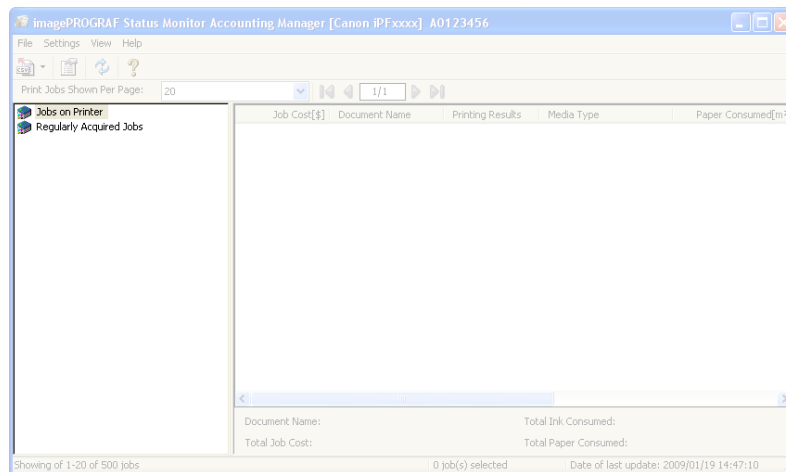 imagePROGRAF Status Monitor Accounting Manager [Canon iPFxxxx] A0123456
File Settings View Help
CSV
Print Jobs Shown Per Page: 20 1/1
Jobs on Printer
Regularly Acquired Jobs
Job Cost[$] Document Name Printing Results Media Type Paper Consumed[m²
Document Name: Total Ink Consumed:
Total Job Cost: Total Paper Consumed:
Showing of 1-20 of 500 jobs 0 job(s) selected Date of last update: 2009/01/19 14:47:10